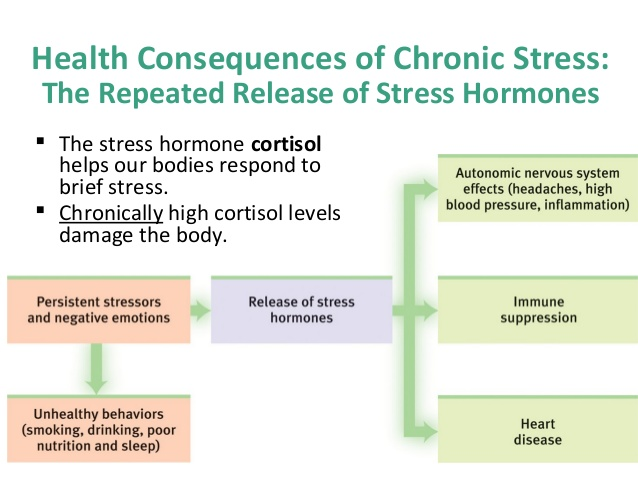 Health Consequences of Chronic Stress:
The Repeated Release of Stress Hormones
▪ The stress hormone cortisol
helps our bodies respond to
brief stress.
▪ Chronically high cortisol levels
damage the body.
Autonomic nervous system
effects (headaches, high
blood pressure, inflammation)
Persistent stressors
and negative emotions
Release of stress
hormones
Immune
suppression
Unhealthy behaviors
(smoking, drinking, poor
nutrition and sleep)
Heart
disease